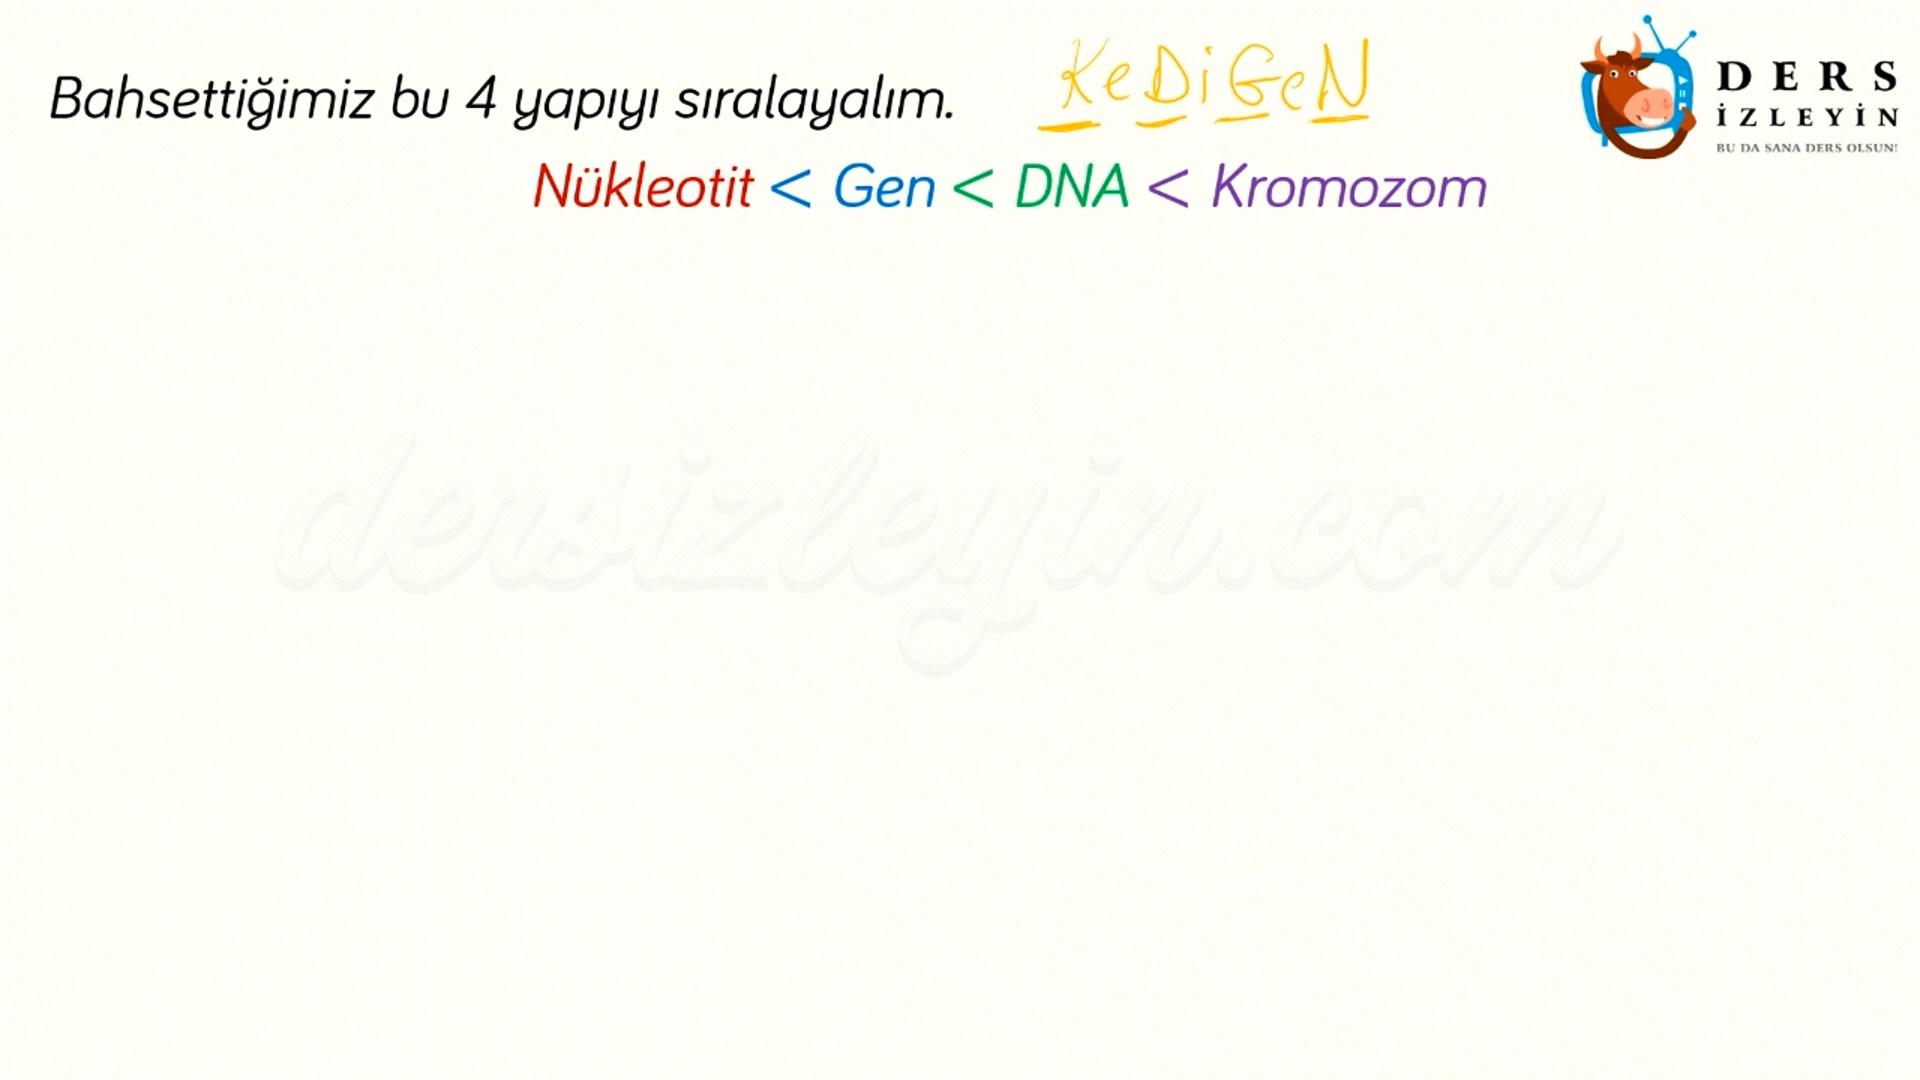 Bahsettiğimiz bu 4 yapıyı sıralayalım.
KeDiGeN
Nükleotit < Gen < DNA < Kromozom
DERS
İZLEYİN
BU DA SANA DERS OLSUN!
dersizleyin.com